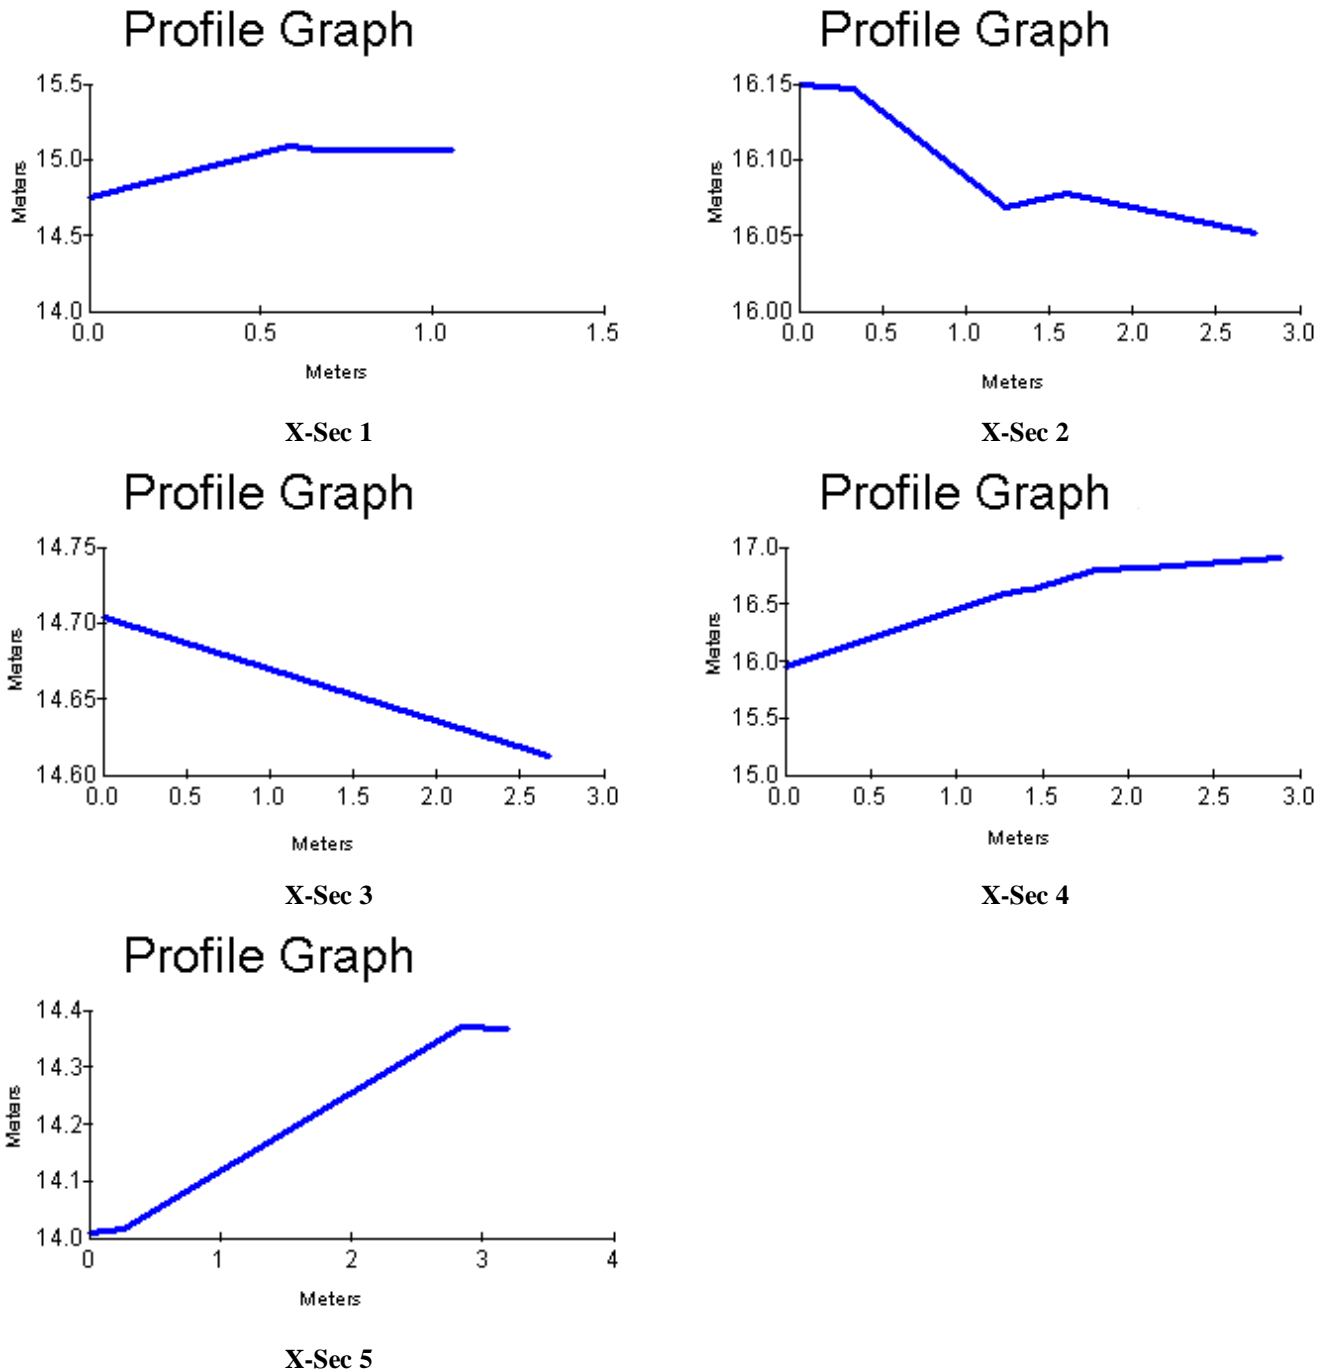 Profile Graph
15.5
15.0
14.5
14.0
Meters
0.0 0.5 1.0 1.5
Meters
X-Sec 1
Profile Graph
16.15
16.10
16.05
16.00
Meters
0.0 0.5 1.0 1.5 2.0 2.5 3.0
Meters
X-Sec 2
Profile Graph
14.75
14.70
14.65
14.60
Meters
0.0 0.5 1.0 1.5 2.0 2.5 3.0
Meters
X-Sec 3
Profile Graph
17.0
16.5
16.0
15.5
15.0
Meters
0.0 0.5 1.0 1.5 2.0 2.5 3.0
Meters
X-Sec 4
Profile Graph
14.4
14.3
14.2
14.1
14.0
Meters
0 1 2 3 4
Meters
X-Sec 5